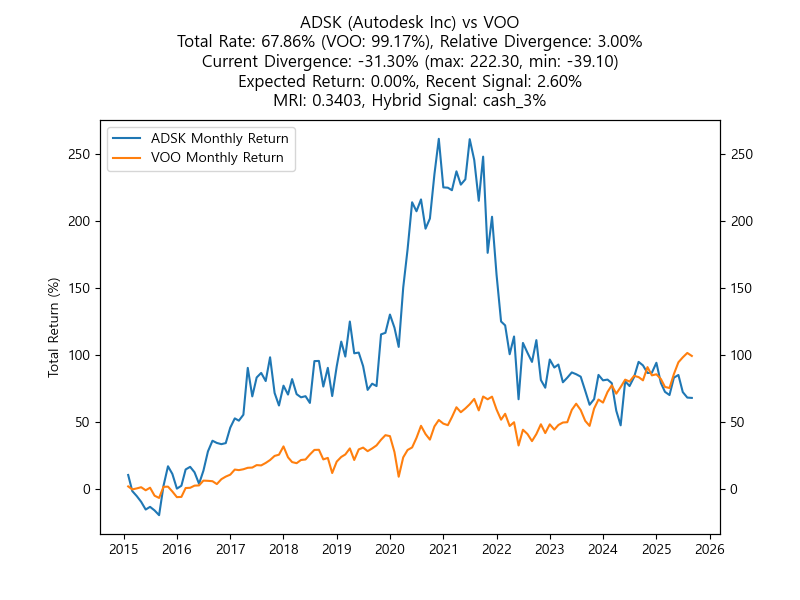 ADSK (Autodesk Inc) vs VOO
Total Rate: 67.86% (VOO: 99.17%), Relative Divergence: 3.00%
Current Divergence: -31.30% (max: 222.30, min: -39.10)
Expected Return: 0.00%, Recent Signal: 2.60%
MRI: 0.3403, Hybrid Signal: cash_3%
ADSK Monthly Return
VOO Monthly Return
Total Return (%)
250
200
150
100
50
0
250
200
150
100
50
0
2015 2016 2017 2018 2019 2020 2021 2022 2023 2024 2025 2026